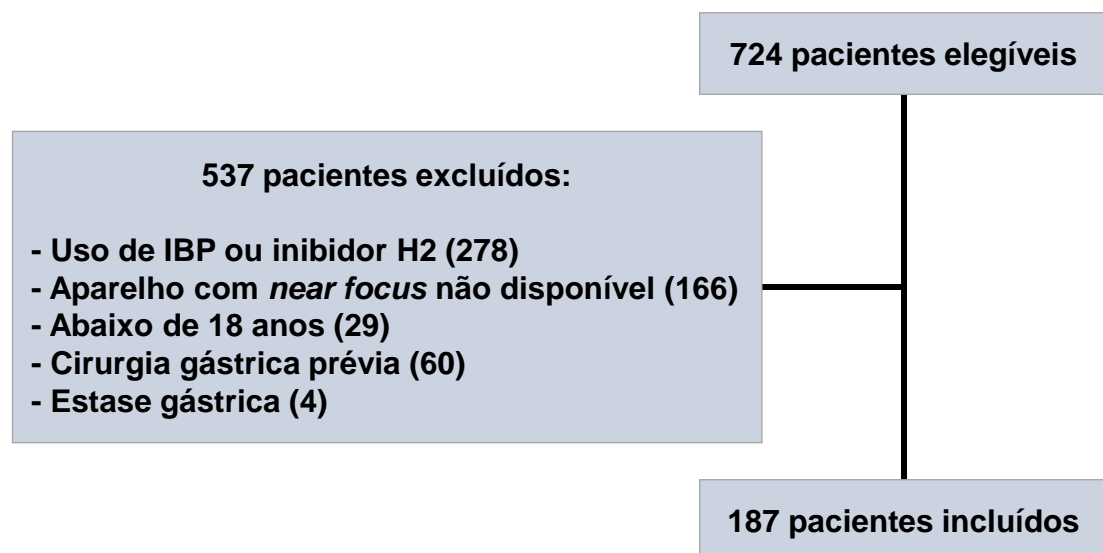 724 pacientes elegíveis
537 pacientes excluídos:
- Uso de IBP ou inibidor H2 (278)
- Aparelho com near focus não disponível (166)
- Abaixo de 18 anos (29)
- Cirurgia gástrica prévia (60)
- Estase gástrica (4)
187 pacientes incluídos